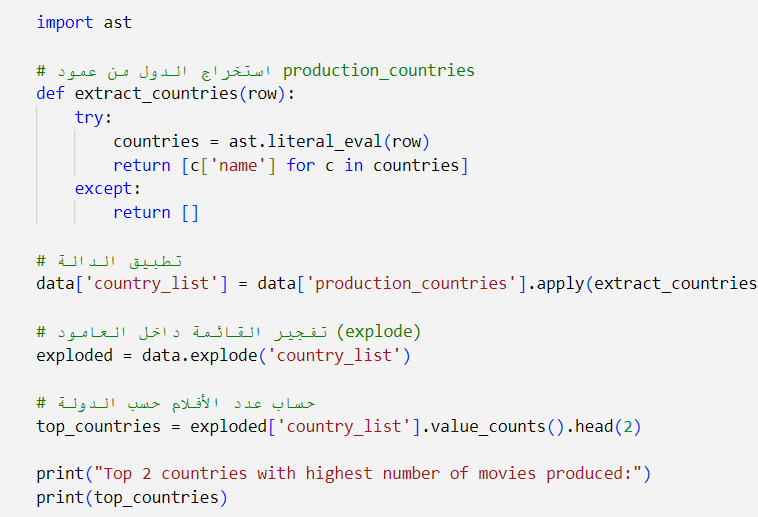 import ast
# استخراج الدول من عمود production_countries
def extract_countries(row):
try:
countries = ast.literal_eval(row)
return [c['name'] for c in countries]
except:
return []
# تطبيق الدالة
data['country_list'] = data['production_countries'].apply(extract_countries
# تفجير القائمة داخل العامود (explode)
exploded = data.explode('country_list')
# حساب عدد الأفلام حسب الدولة
top_countries = exploded['country_list'].value_counts().head(2)
print("Top 2 countries with highest number of movies produced:")
print(top_countries)